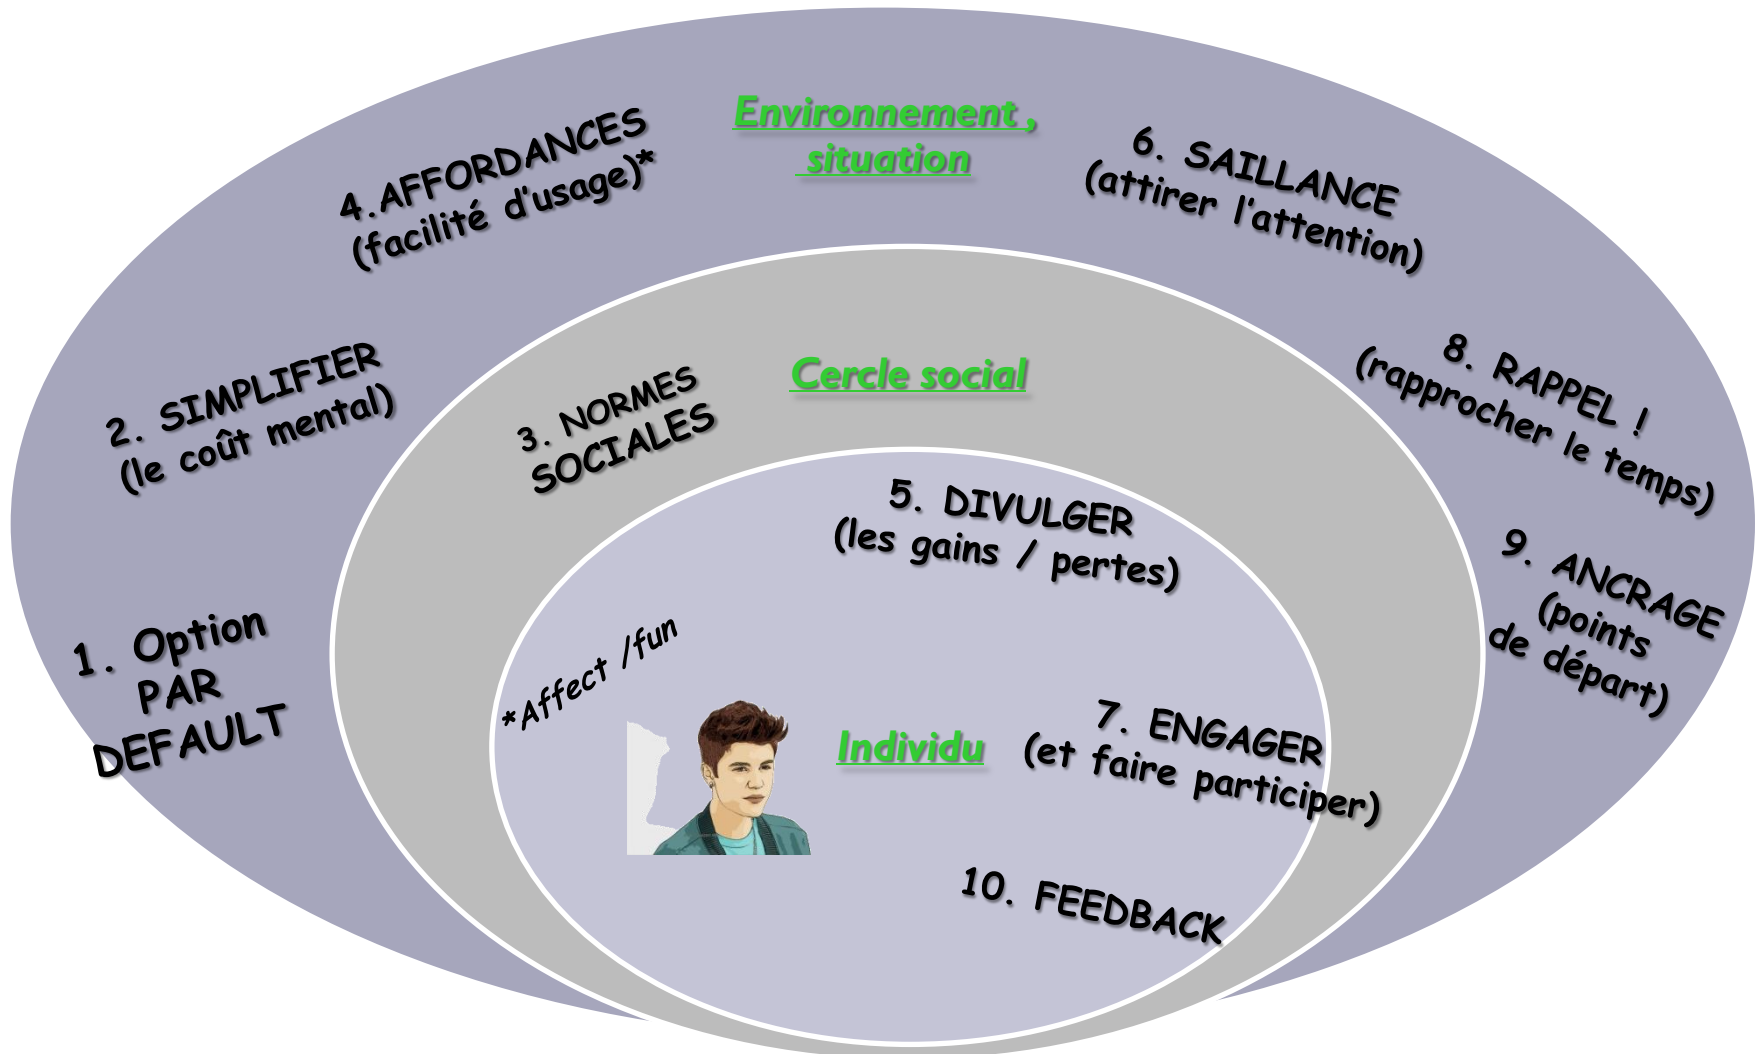 Environnement ,
situation
4.AFFORDANCES
(facilité d'usage)*
6. SAILLANCE
(attirer l'attention)
2. SIMPLIFIER
(le coût mental)
8. RAPPEL !
(rapprocher le temps)
Cercle social
3. NORMES
SOCIALES
5. DIVULGER
(les gains / pertes)
9. ANCRAGE
(points
de départ)
1. Option
PAR
DEFAULT
*Affect /fun
Individu
7. ENGAGER
(et faire participer)
10. FEEDBACK